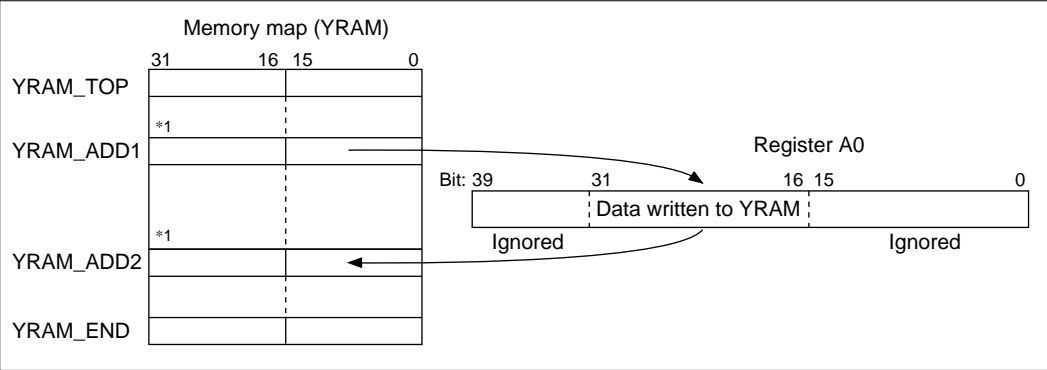 Memory map (YRAM)
31 16 15 0
YRAM_TOP
*1
YRAM_ADD1
Register A0
Bit: 39 31 16 15 0
Data written to YRAM
*1
Ignored Ignored
YRAM_ADD2
YRAM_END